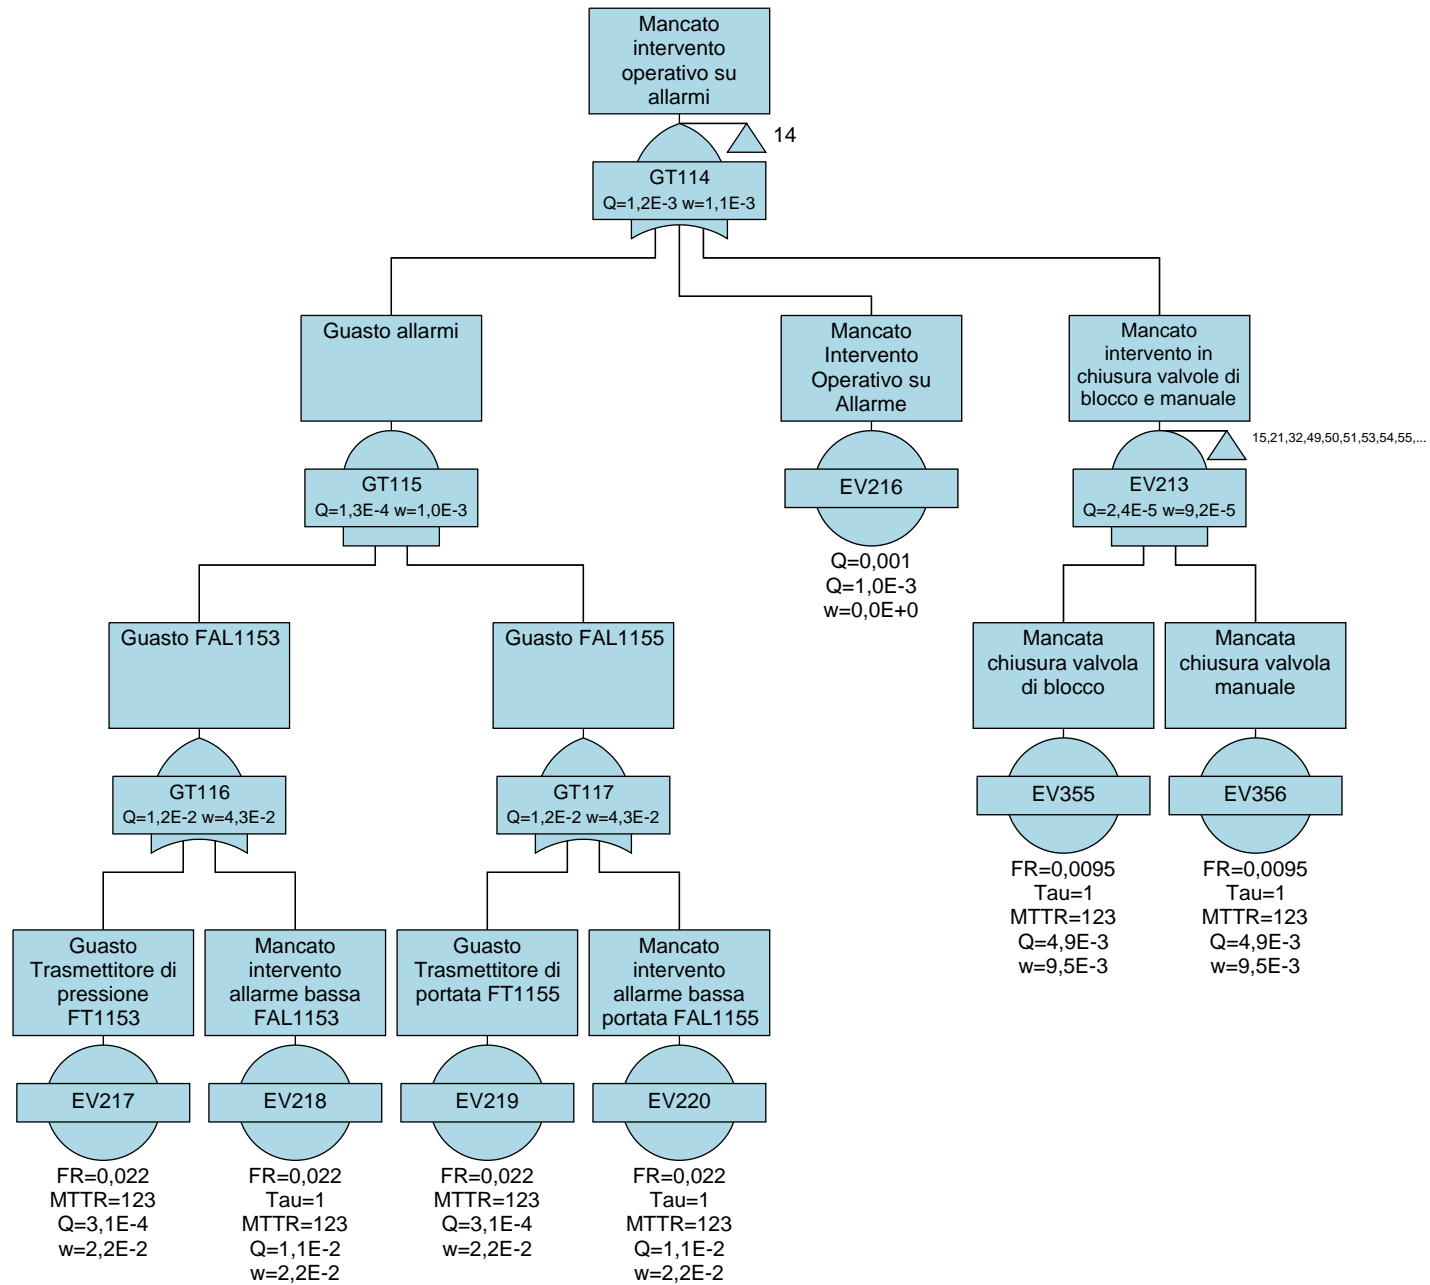 Mancato
intervento
operativo su
allarmi
14
GT114
Q=1,2E-3 w=1,1E-3
Guasto allarmi
GT115
Q=1,3E-4 w=1,0E-3
Mancato
Intervento
Operativo su
Allarme
EV216
Q=0,001
Q=1,0E-3
w=0,0E+0
Mancato
intervento in
chiusura valvole di
blocco e manuale
15,21,32,49,50,51,53,54,55,...
EV213
Q=2,4E-5 w=9,2E-5
Guasto FAL1153
GT116
Q=1,2E-2 w=4,3E-2
Guasto FAL1155
GT117
Q=1,2E-2 w=4,3E-2
Mancata
chiusura valvola
di blocco
EV355
FR=0,0095
Tau=1
MTTR=123
Q=4,9E-3
w=9,5E-3
Mancata
chiusura valvola
manuale
EV356
FR=0,0095
Tau=1
MTTR=123
Q=4,9E-3
w=9,5E-3
Guasto
Trasmettitore di
pressione
FT1153
EV217
FR=0,022
MTTR=123
Q=3,1E-4
w=2,2E-2
Mancato
intervento
allarme bassa
FAL1153
EV218
FR=0,022
Tau=1
MTTR=123
Q=1,1E-2
w=2,2E-2
Guasto
Trasmettitore di
portata FT1155
EV219
FR=0,022
MTTR=123
Q=3,1E-4
w=2,2E-2
Mancato
intervento
allarme bassa
portata FAL1155
EV220
FR=0,022
Tau=1
MTTR=123
Q=1,1E-2
w=2,2E-2